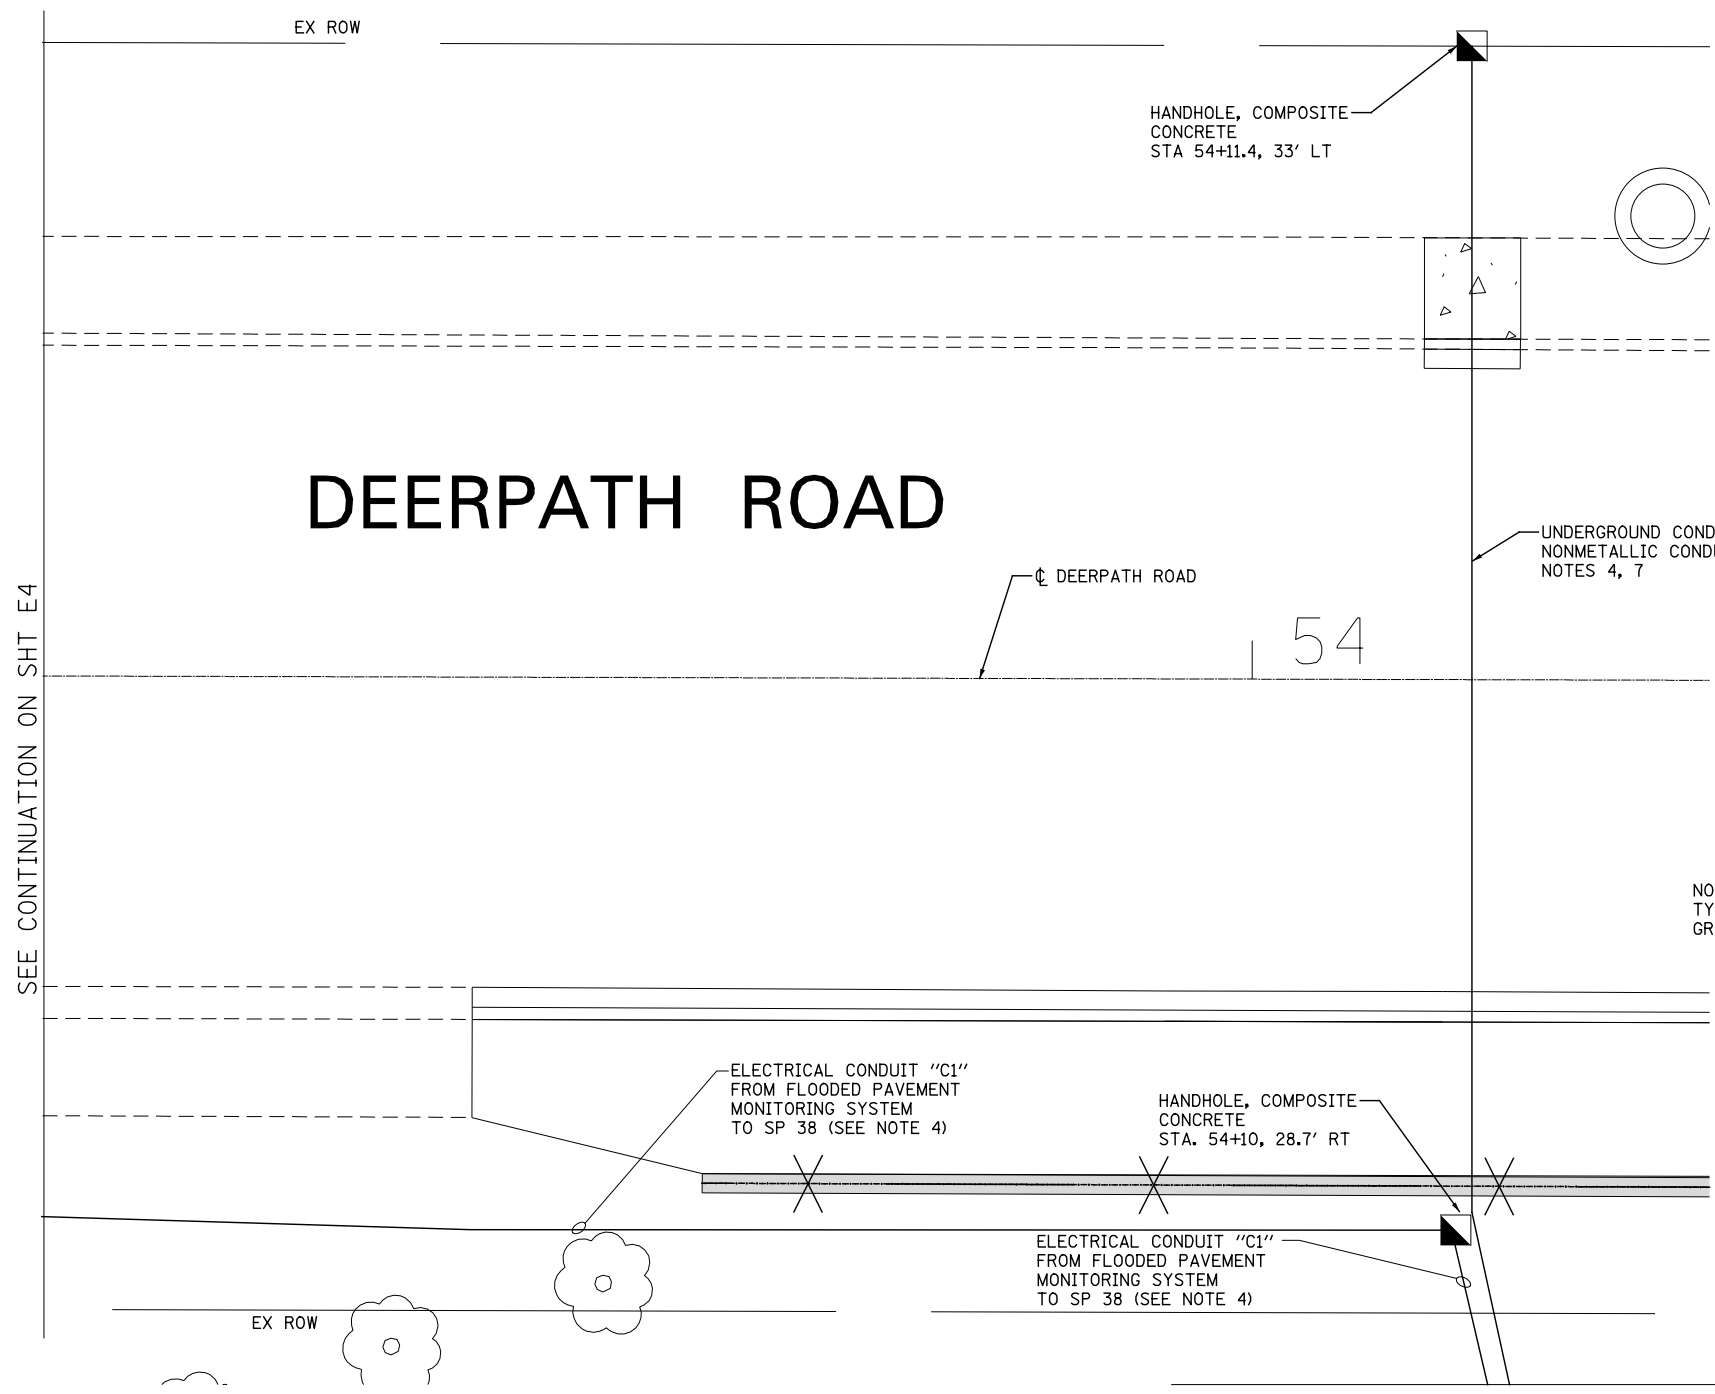 EX ROW
HANDHOLE, COMPOSITE
CONCRETE
STA 54+11.4, 33' LT
DEERPATH ROAD
UNDERGROUND COND
NONMETALLIC COND
NOTES 4, 7
℄ DEERPATH ROAD
54
SEE CONTINUATION ON SHT E4
NO
TY
GR
ELECTRICAL CONDUIT "C1"
FROM FLOODED PAVEMENT
MONITORING SYSTEM
TO SP 38 (SEE NOTE 4)
HANDHOLE, COMPOSITE
CONCRETE
STA. 54+10, 28.7' RT
ELECTRICAL CONDUIT "C1"
FROM FLOODED PAVEMENT
MONITORING SYSTEM
TO SP 38 (SEE NOTE 4)
EX ROW